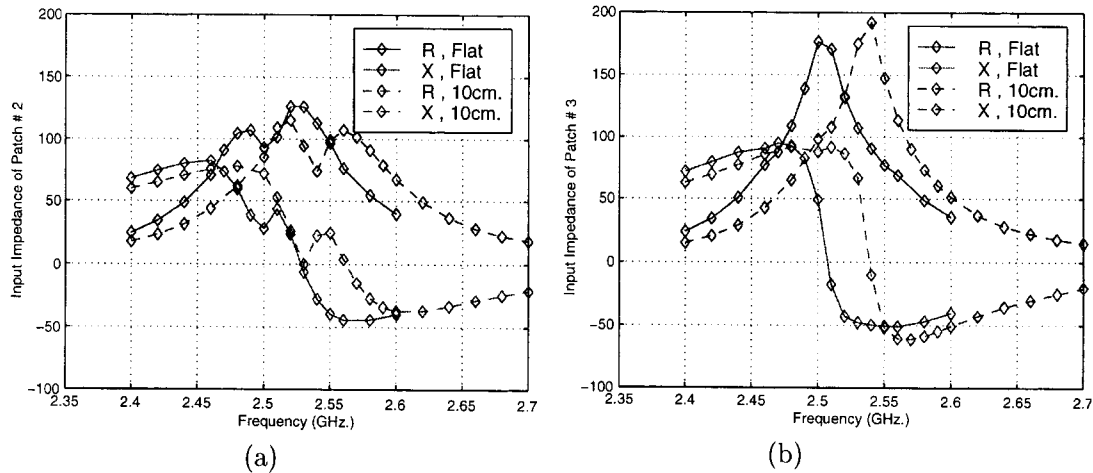 200
150
100
50
0
−50
−100
Input Impedance of Patch # 2
R , Flat
X , Flat
R , 10cm.
X , 10cm.
2.35 2.4 2.45 2.5 2.55 2.6 2.65 2.7
Frequency (GHz.)
(a)
200
150
100
50
0
−50
−100
Input Impedance of Patch # 3
R , Flat
X , Flat
R , 10cm.
X , 10cm.
2.35 2.4 2.45 2.5 2.55 2.6 2.65 2.7
Frequency (GHz.)
(b)